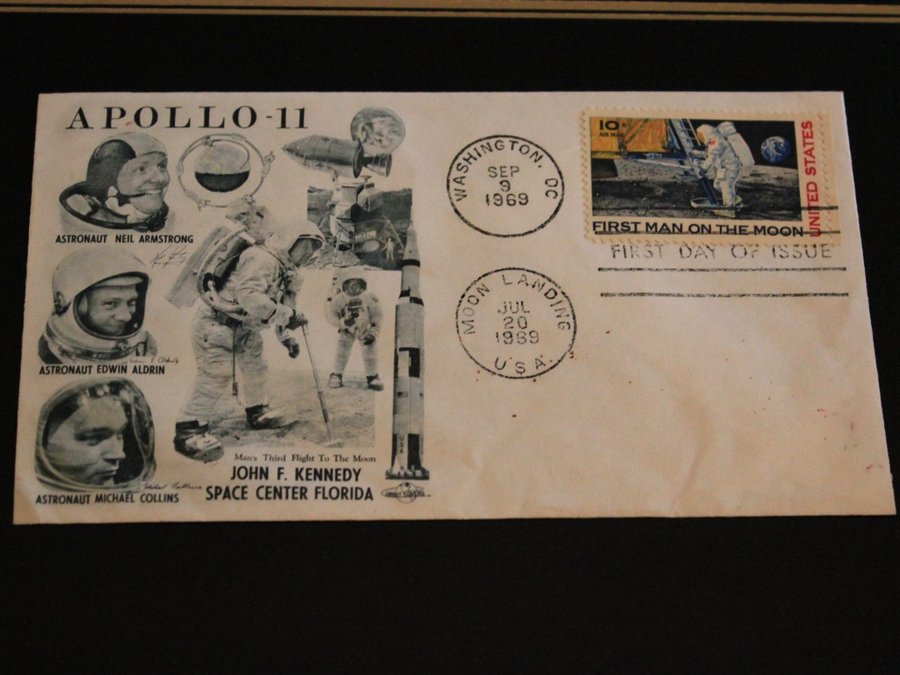 APOLLO-11
ASTRONAUT NEIL ARMSTRONG
ASTRONAUT EDWIN ALDRIN
ASTRONAUT MICHAEL COLLINS
Man's Third Flight To The Moon
JOHN F. KENNEDY
SPACE CENTER FLORIDA
USA
WASHINGTON, DC
SEP
9
1969
MOON LANDING
JUL
20
1969
U S A
10¢
AIR MAIL
UNITED STATES
FIRST MAN ON THE MOON
FIRST DAY OF ISSUE